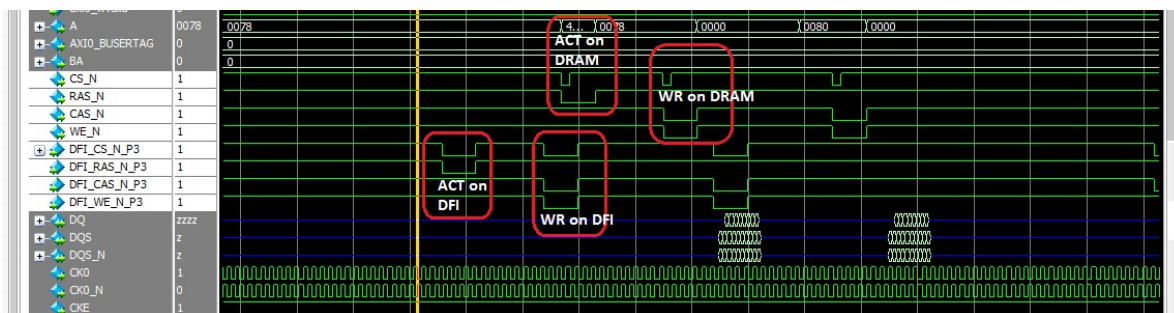 A 0078 0078 4... 0078 0000 0080 0000
AXI0_BUSERTAG 0 0
BA 0 0
CS_N 1
RAS_N 1
CAS_N 1
WE_N 1
DFI_CS_N_P3 1
DFI_RAS_N_P3 1
DFI_CAS_N_P3 1
DFI_WE_N_P3 1
DQ zzzz
DQS z
DQS_N z
CK0 1
CK0_N 0
CKE 1
ACT on
DRAM
WR on DRAM
ACT on
DFI
WR on DFI